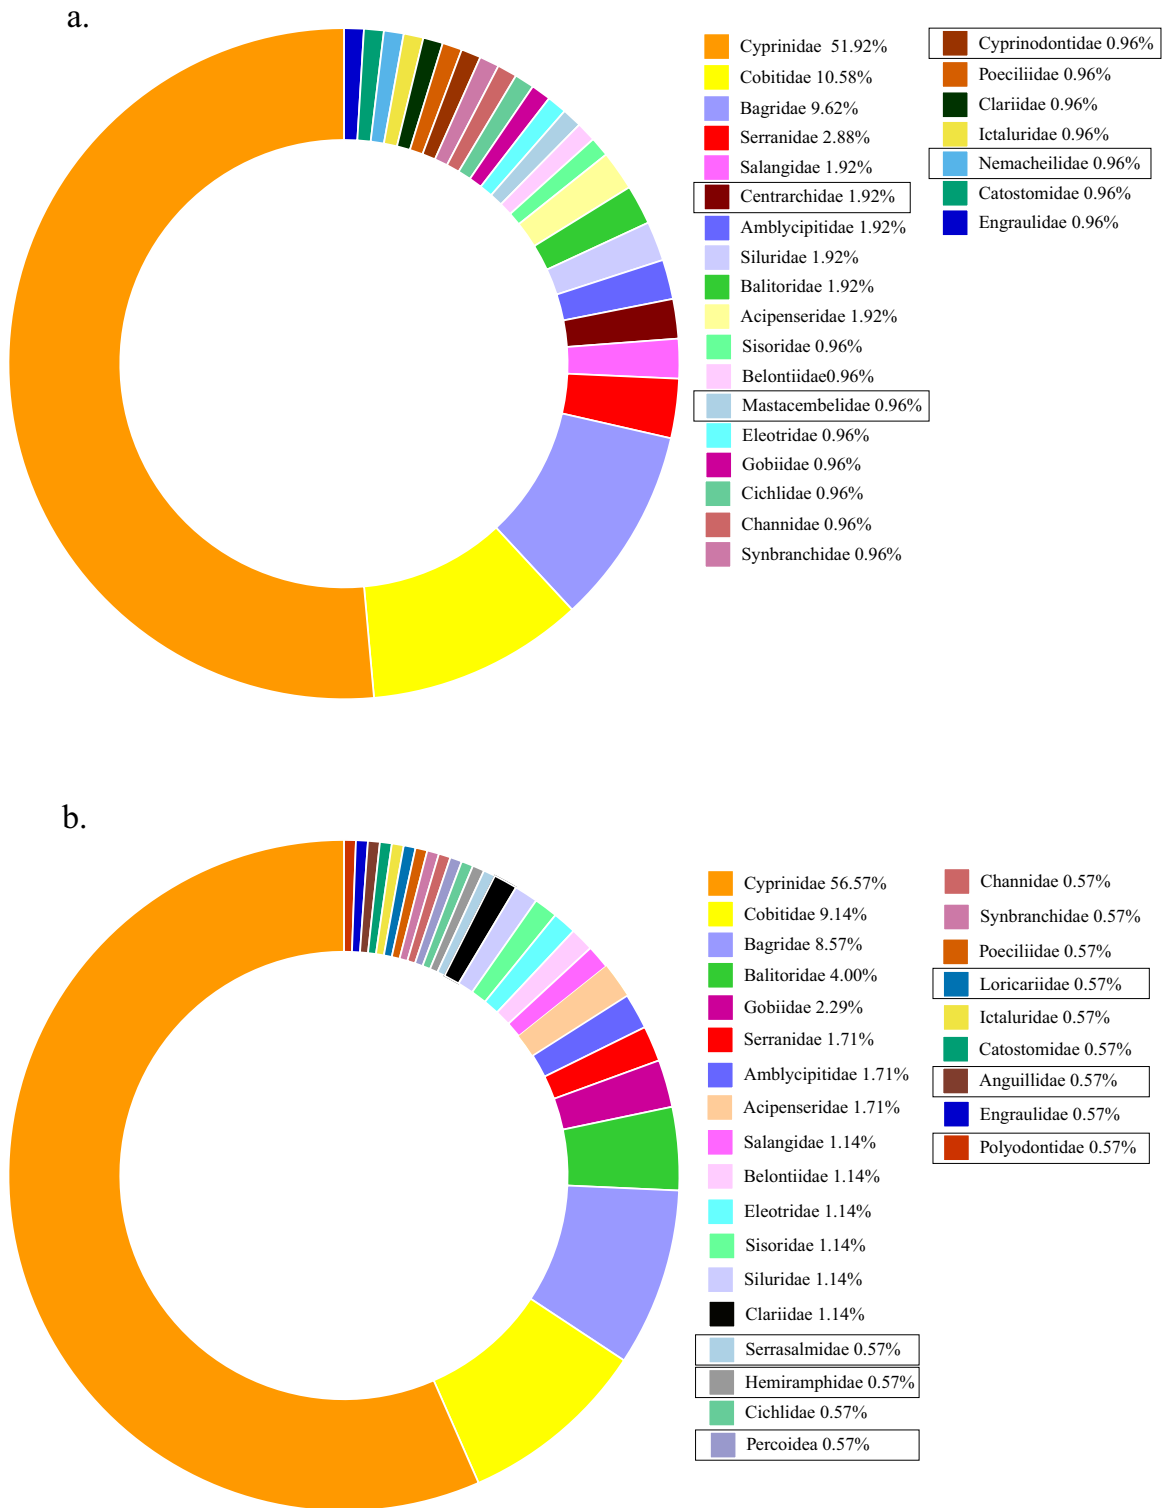 a.
Cyprinidae  51.92%
Cobitidae 10.58%
Bagridae 9.62%
Serranidae 2.88%
Salangidae 1.92%
Centrarchidae 1.92%
Amblycipitidae 1.92%
Siluridae 1.92%
Balitoridae 1.92%
Acipenseridae 1.92%
Sisoridae 0.96%
Belontiidae0.96%
Mastacembelidae 0.96%
Eleotridae 0.96%
Gobiidae 0.96%
Cichlidae 0.96%
Channidae 0.96%
Synbranchidae 0.96%
Cyprinodontidae 0.96%
Poeciliidae 0.96%
Clariidae 0.96%
Ictaluridae 0.96%
Nemacheilidae 0.96%
Catostomidae 0.96%
Engraulidae 0.96%
b.
Cyprinidae 56.57%
Cobitidae 9.14%
Bagridae 8.57%
Balitoridae 4.00%
Gobiidae 2.29%
Serranidae 1.71%
Amblycipitidae 1.71%
Acipenseridae 1.71%
Salangidae 1.14%
Belontiidae 1.14%
Eleotridae 1.14%
Sisoridae 1.14%
Siluridae 1.14%
Clariidae 1.14%
Serrasalmidae 0.57%
Hemiramphidae 0.57%
Cichlidae 0.57%
Percoidea 0.57%
Channidae 0.57%
Synbranchidae 0.57%
Poeciliidae 0.57%
Loricariidae 0.57%
Ictaluridae 0.57%
Catostomidae 0.57%
Anguillidae 0.57%
Engraulidae 0.57%
Polyodontidae 0.57%